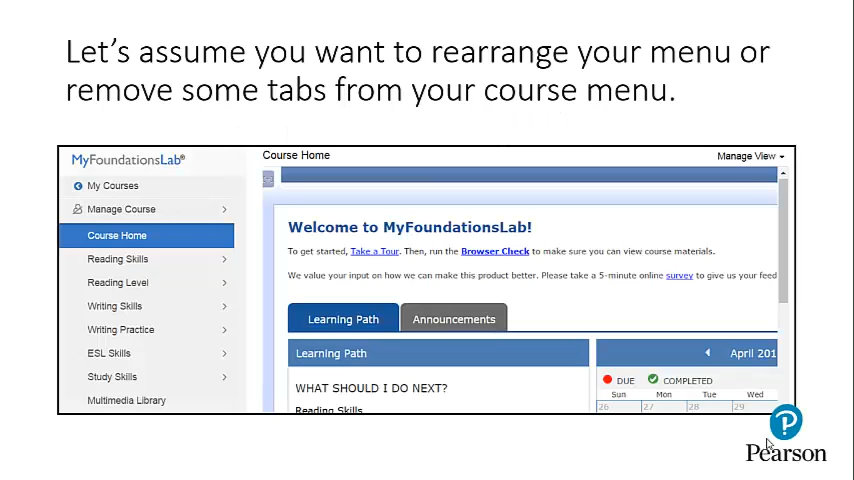 Let's assume you want to rearrange your menu or
remove some tabs from your course menu.
MyFoundationsLab®
My Courses
Manage Course
Course Home
Reading Skills
Reading Level
Writing Skills
Writing Practice
ESL Skills
Study Skills
Multimedia Library
Course Home
Manage View
Welcome to MyFoundationsLab!
To get started, Take a Tour. Then, run the Browser Check to make sure you can view course materials.
We value your input on how we can make this product better. Please take a 5-minute online survey to give us your feed
Learning Path
Announcements
Learning Path
WHAT SHOULD I DO NEXT?
Reading Skills
April 201
DUE COMPLETED
Sun Mon Tue Wed
26 27 28 29
P
Pearson